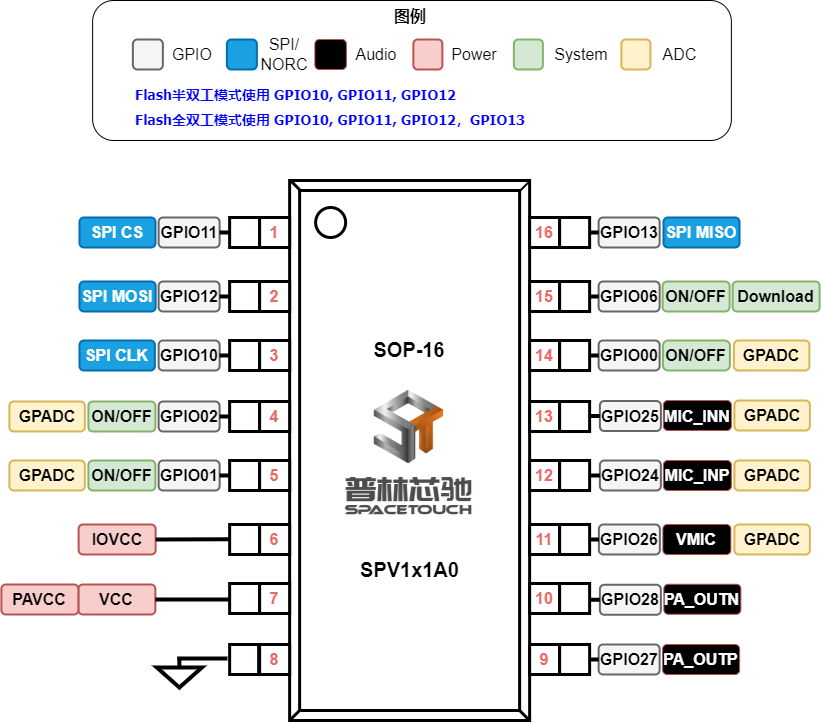 图例
GPIO SPI/NORC Audio Power System ADC
Flash半双工模式使用 GPIO10, GPIO11, GPIO12
Flash全双工模式使用 GPIO10, GPIO11, GPIO12，GPIO13
SPI CS GPIO11 1 16 GPIO13 SPI MISO
SPI MOSI GPIO12 2 15 GPIO06 ON/OFF Download
SOP-16
SPI CLK GPIO10 3 14 GPIO00 ON/OFF GPADC
GPADC ON/OFF GPIO02 4 13 GPIO25 MIC_INN GPADC
GPADC ON/OFF GPIO01 5 12 GPIO24 MIC_INP GPADC
普林芯驰
SPACETOUCH
IOVCC 6 11 GPIO26 VMIC GPADC
SPV1x1A0
PAVCC VCC 7 10 GPIO28 PA_OUTN
8 9 GPIO27 PA_OUTP